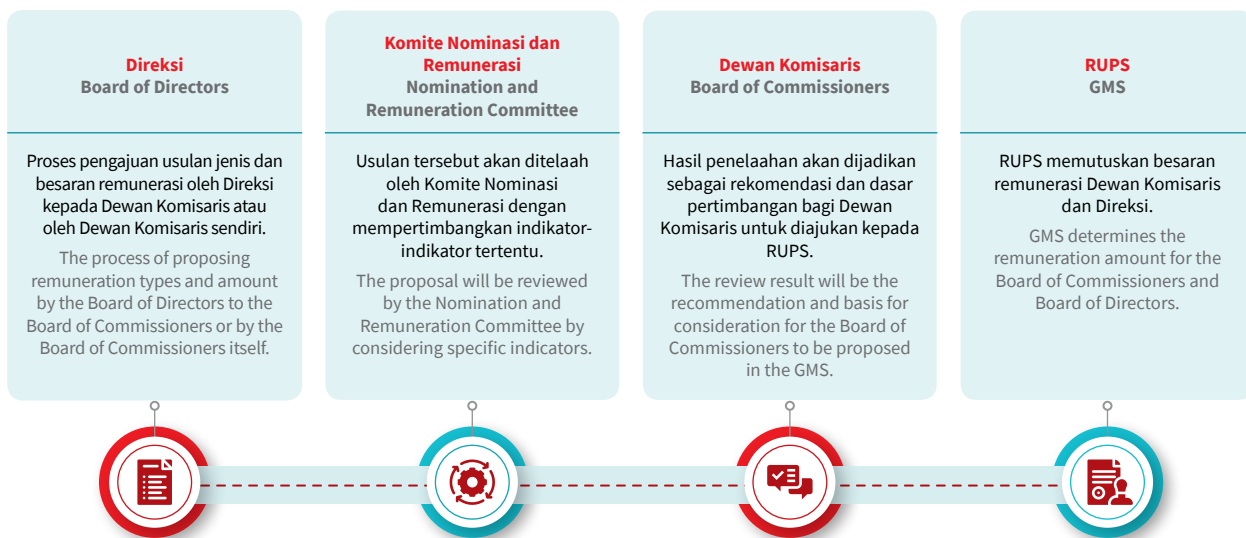 Direksi
Board of Directors
Proses pengajuan usulan jenis dan
besaran remunerasi oleh Direksi
kepada Dewan Komisaris atau
oleh Dewan Komisaris sendiri.
The process of proposing
remuneration types and amount
by the Board of Directors to the
Board of Commissioners or by the
Board of Commissioners itself.
Komite Nominasi dan
Remunerasi
Nomination and
Remuneration Committee
Usulan tersebut akan ditelaah
oleh Komite Nominasi
dan Remunerasi dengan
mempertimbangkan indikator-
indikator tertentu.
The proposal will be reviewed
by the Nomination and
Remuneration Committee by
considering specific indicators.
Dewan Komisaris
Board of Commissioners
Hasil penelaahan akan dijadikan
sebagai rekomendasi dan dasar
pertimbangan bagi Dewan
Komisaris untuk diajukan kepada
RUPS.
The review result will be the
recommendation and basis for
consideration for the Board of
Commissioners to be proposed
in the GMS.
RUPS
GMS
RUPS memutuskan besaran
remunerasi Dewan Komisaris
dan Direksi.
GMS determines the
remuneration amount for the
Board of Commissioners and
Board of Directors.